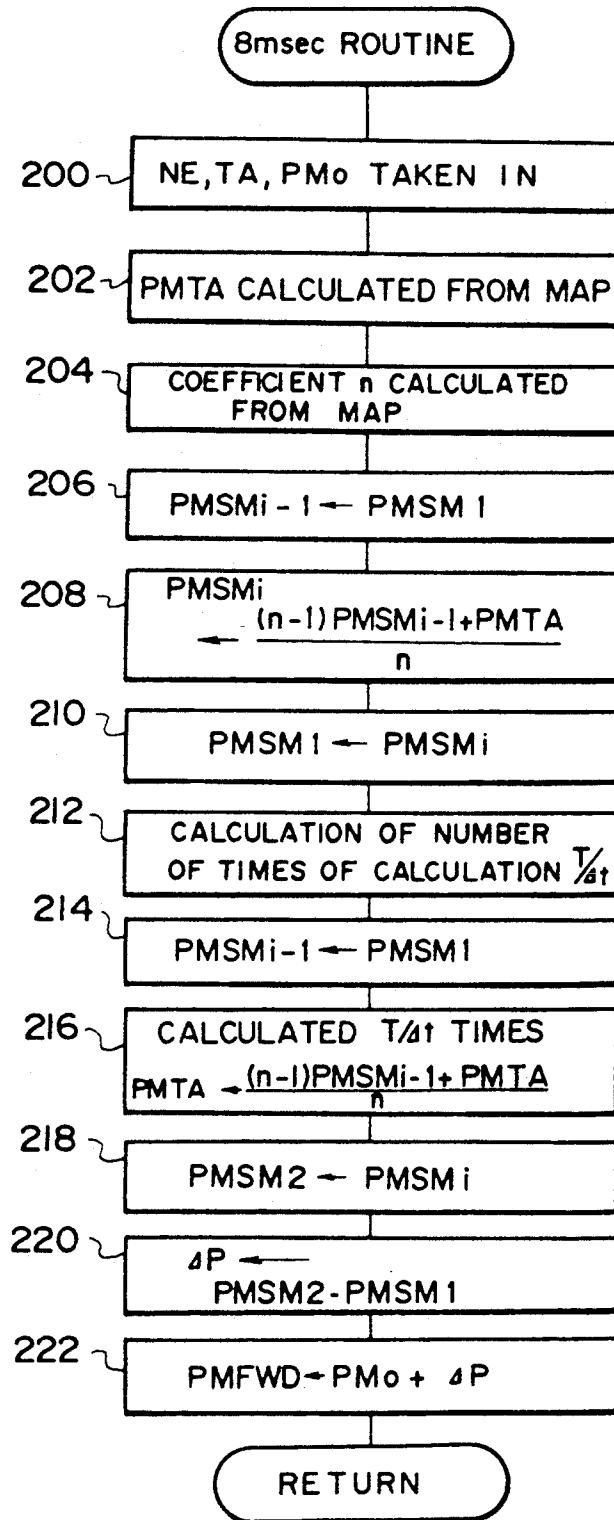 8msec ROUTINE
200
NE, TA, PMo TAKEN IN
202
PMTA CALCULATED FROM MAP
204
COEFFICIENT n CALCULATED
FROM MAP
206
PMSMi-1 ← PMSM1
208
PMSMi
← (n-1)PMSMi-1+PMTA
n
210
PMSM1 ← PMSMi
212
CALCULATION OF NUMBER
OF TIMES OF CALCULATION T/Δt
214
PMSMi-1 ← PMSM1
216
CALCULATED T/Δt TIMES
PMTA ← (n-1)PMSMi-1+PMTA
n
218
PMSM2 ← PMSMi
220
ΔP ←
PMSM2-PMSM1
222
PMFWD ← PMo + ΔP
RETURN